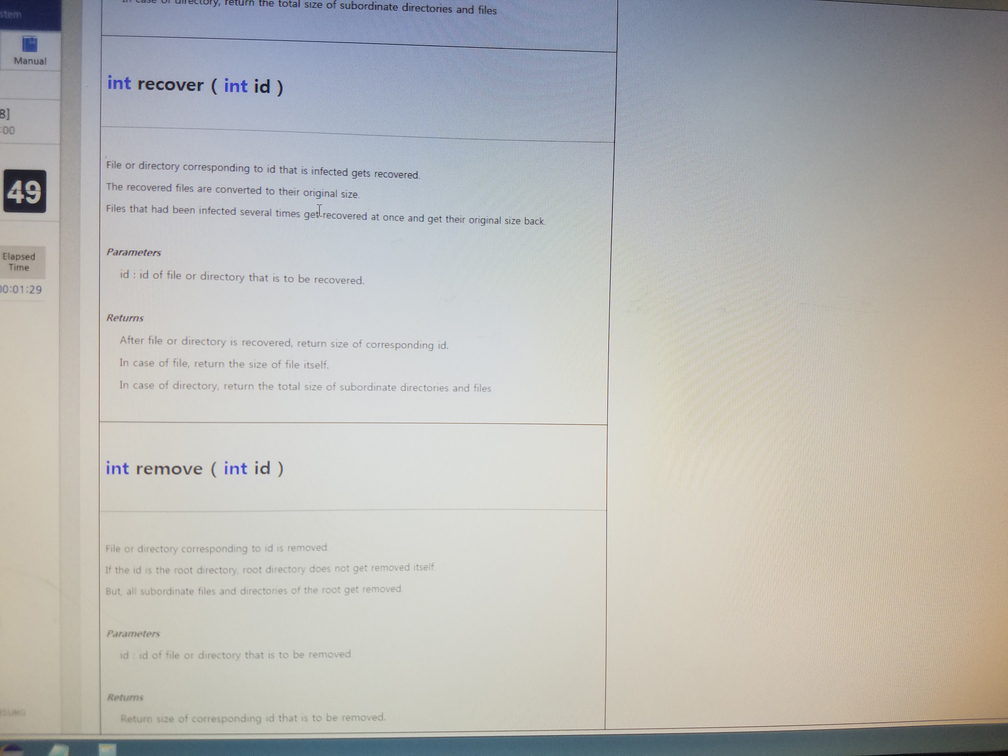 In case of directory, return the total size of subordinate directories and files
stem
Manual
B]
:00
49
Elapsed
Time
00:01:29
int recover ( int id )
File or directory corresponding to id that is infected gets recovered.
The recovered files are converted to their original size.
Files that had been infected several times get recovered at once and get their original size back.
Parameters
id : id of file or directory that is to be recovered.
Returns
After file or directory is recovered, return size of corresponding id.
In case of file, return the size of file itself.
In case of directory, return the total size of subordinate directories and files
int remove ( int id )
File or directory corresponding to id is removed.
If the id is the root directory, root directory does not get removed itself.
But, all subordinate files and directories of the root get removed.
Parameters
id : id of file or directory that is to be removed.
Returns
Return size of corresponding id that is to be removed.